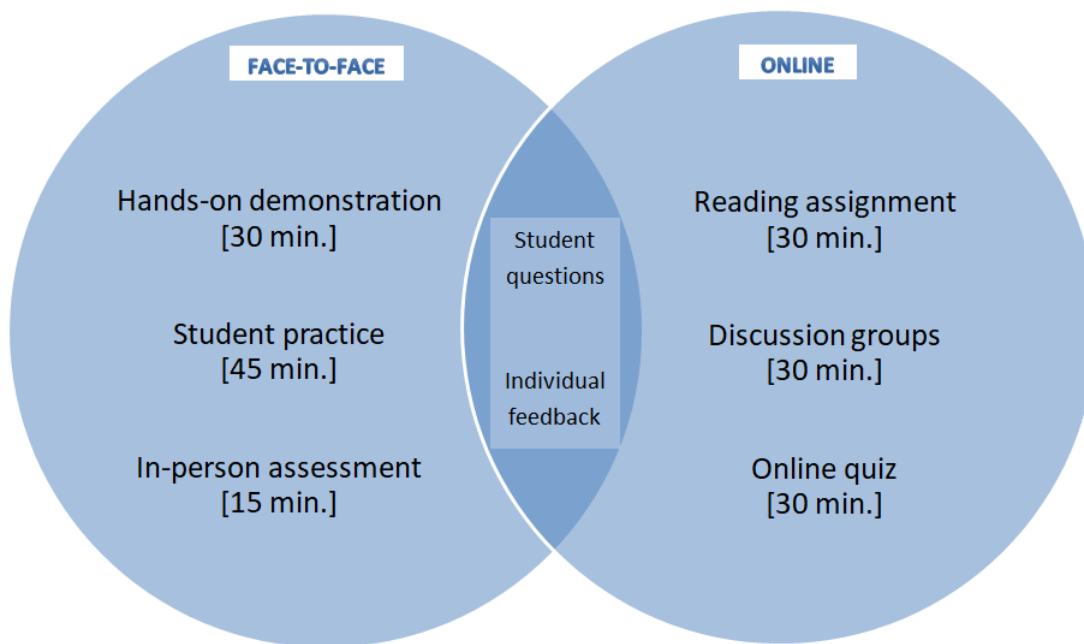 FACE-TO-FACE
Hands-on demonstration
[30 min.]
Student practice
[45 min.]
In-person assessment
[15 min.]
Student
questions
Individual
feedback
ONLINE
Reading assignment
[30 min.]
Discussion groups
[30 min.]
Online quiz
[30 min.]